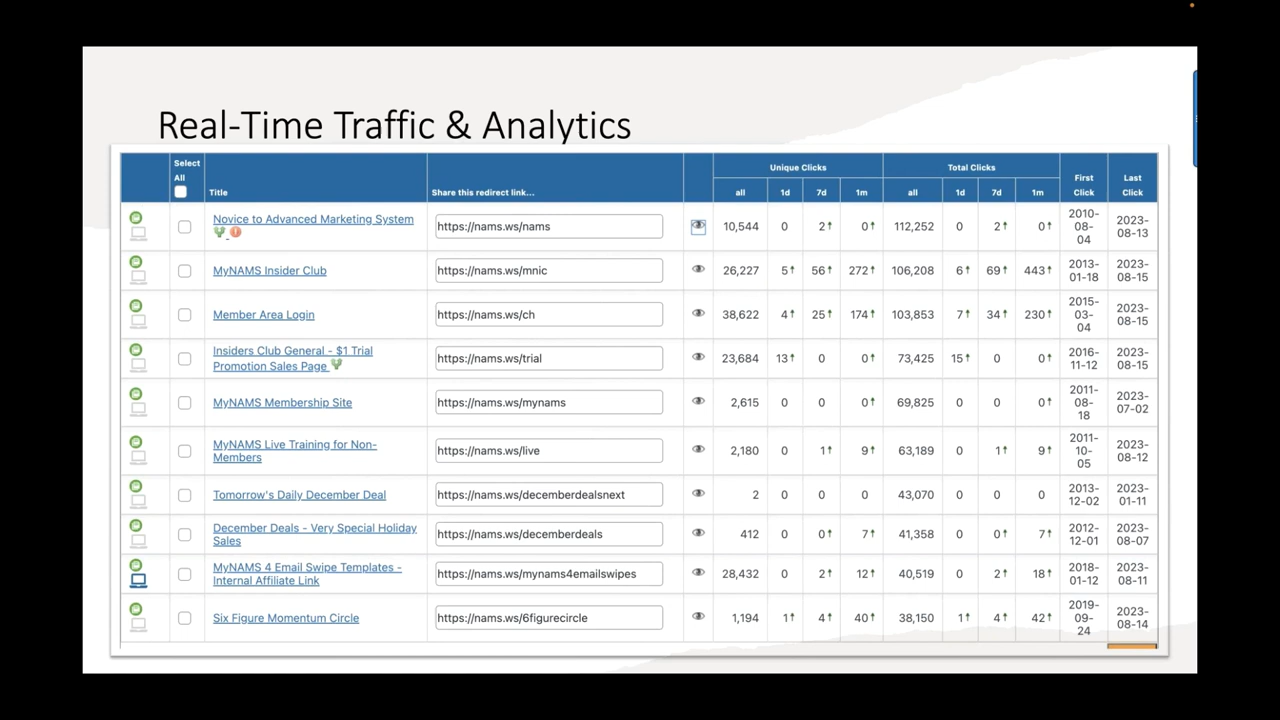 Real-Time Traffic & Analytics
Select All Title Share this redirect link... Unique Clicks Total Clicks First Click Last Click
all 1d 7d 1m all 1d 7d 1m
Novice to Advanced Marketing System https://nams.ws/nams 10,544 0 2 0 112,252 0 2 0 2010-08-04 2023-08-13
MyNAMS Insider Club https://nams.ws/mnic 26,227 5 56 272 106,208 6 69 443 2013-01-18 2023-08-15
Member Area Login https://nams.ws/ch 38,622 4 25 174 103,853 7 34 230 2015-03-04 2023-08-15
Insiders Club General - $1 Trial Promotion Sales Page https://nams.ws/trial 23,684 13 0 0 73,425 15 0 0 2016-11-12 2023-08-15
MyNAMS Membership Site https://nams.ws/mynams 2,615 0 0 0 69,825 0 0 0 2011-08-18 2023-07-02
MyNAMS Live Training for Non-Members https://nams.ws/live 2,180 0 1 9 63,189 0 1 9 2011-10-05 2023-08-12
Tomorrow's Daily December Deal https://nams.ws/decemberdealsnext 2 0 0 0 43,070 0 0 0 2013-12-02 2023-01-11
December Deals - Very Special Holiday Sales https://nams.ws/decemberdeals 412 0 0 7 41,358 0 0 7 2012-12-01 2023-08-07
MyNAMS 4 Email Swipe Templates - Internal Affiliate Link https://nams.ws/mynams4emailswipes 28,432 0 2 12 40,519 0 2 18 2018-01-12 2023-08-11
Six Figure Momentum Circle https://nams.ws/6figurecircle 1,194 1 4 40 38,150 1 4 42 2019-09-24 2023-08-14